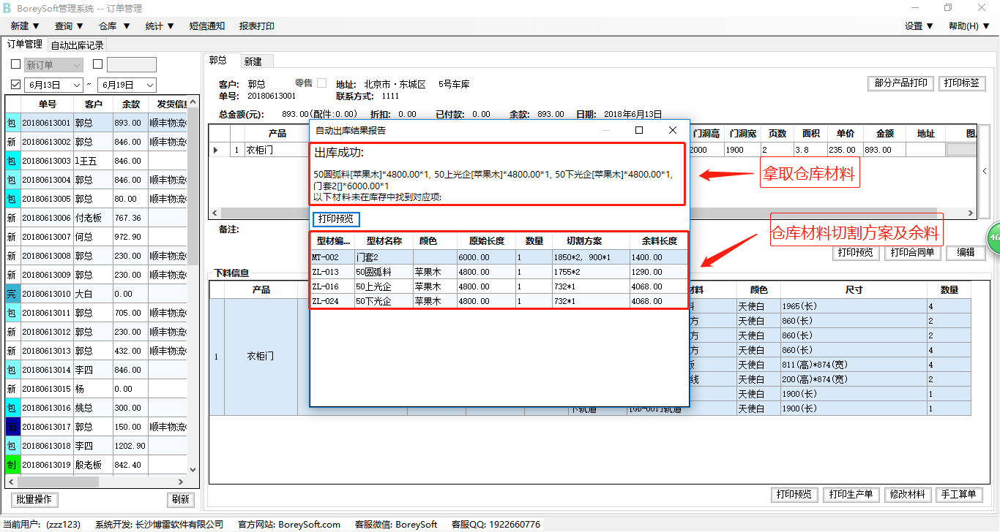 BoreySoft管理系统 -- 订单管理
新建 ▼ 查询 ▼ 仓库 ▼ 统计 ▼ 短信通知 报表打印 设置 ▼ 帮助(H) ▼
订单管理 自动出库记录
新订单
6月13日 ~ 6月19日
单号 客户 余款 发货信
包 20180613001 郭总 893.00 顺丰物流
新 20180613002 郭总 846.00 顺丰物流
包 20180613003 1王五 846.00
包 20180613004 郭总 846.00 顺丰物流
包 20180613005 郭总 80.00 顺丰物流
新 20180613006 付老板 767.36
新 20180613007 何总 972.90
新 20180613008 郭总 230.00 顺丰物流
新 20180613009 郭总 230.00 顺丰物流
完 20180613010 大白 0.00
包 20180613011 郭总 705.00 顺丰物流
新 20180613012 郭总 230.00 顺丰物流
新 20180613013 郭总 432.00 顺丰物流
包 20180613014 李四 846.00
新 20180613015 杨 0.00
包 20180613016 姚总 300.00
20180613017 郭总 150.00 顺丰物流
包 20180613018 李四 1202.90
制 20180613019 殷老板 842.40
批量操作 刷新
郭总 新建
客户: 郭总 零售 地址: 北京市·东城区 5号车库
单号: 20180613001 联系方式: 1111
部分产品打印 打印标签
总金额(元): 893.00(配件:0.00) 折扣: 0.00 已付款: 0.00 余款: 893.00 日期: 2018年6月13日
产品 门洞高 门洞宽 页数 面积 单价 金额 地址
1 衣柜门 2000 1900 2 3.8 235.00 893.00
备注:
打印预览 打印合同单 编辑
自动出库结果报告
出库成功:
50圆弧料[苹果木]*4800.00*1, 50上光企[苹果木]*4800.00*1, 50下光企[苹果木]*4800.00*1,
门套2[]*6000.00*1
以下材料未在库存中找到对应项:
打印预览
型材编... 型材名称 颜色 原始长度 数量 切割方案 余料长度
MT-002 门套2 6000.00 1 1850*2, 900*1 1400.00
ZL-013 50圆弧料 苹果木 4800.00 1 1755*2 1290.00
ZL-016 50上光企 苹果木 4800.00 1 732*1 4068.00
ZL-024 50下光企 苹果木 4800.00 1 732*1 4068.00
拿取仓库材料
仓库材料切割方案及余料
46
下料信息
产品 材料 颜色 尺寸 数量
1 衣柜门
料 天使白 1965(长) 4
方 天使白 860(长) 2
方 天使白 860(长) 2
方 天使白 860(长) 4
板 天使白 811(高)*874(宽) 4
线 天使白 200(高)*874(宽) 2
天使白 1900(长) 1
下轨道 [GD-001]轨道 天使白 1900(长) 1
打印预览 打印生产单 修改材料 手工算单
当前用户: (zzz123) 系统开发: 长沙博雷软件有限公司 官方网站: BoreySoft.com 客服微信: BoreySoft 客服QQ: 1922660776